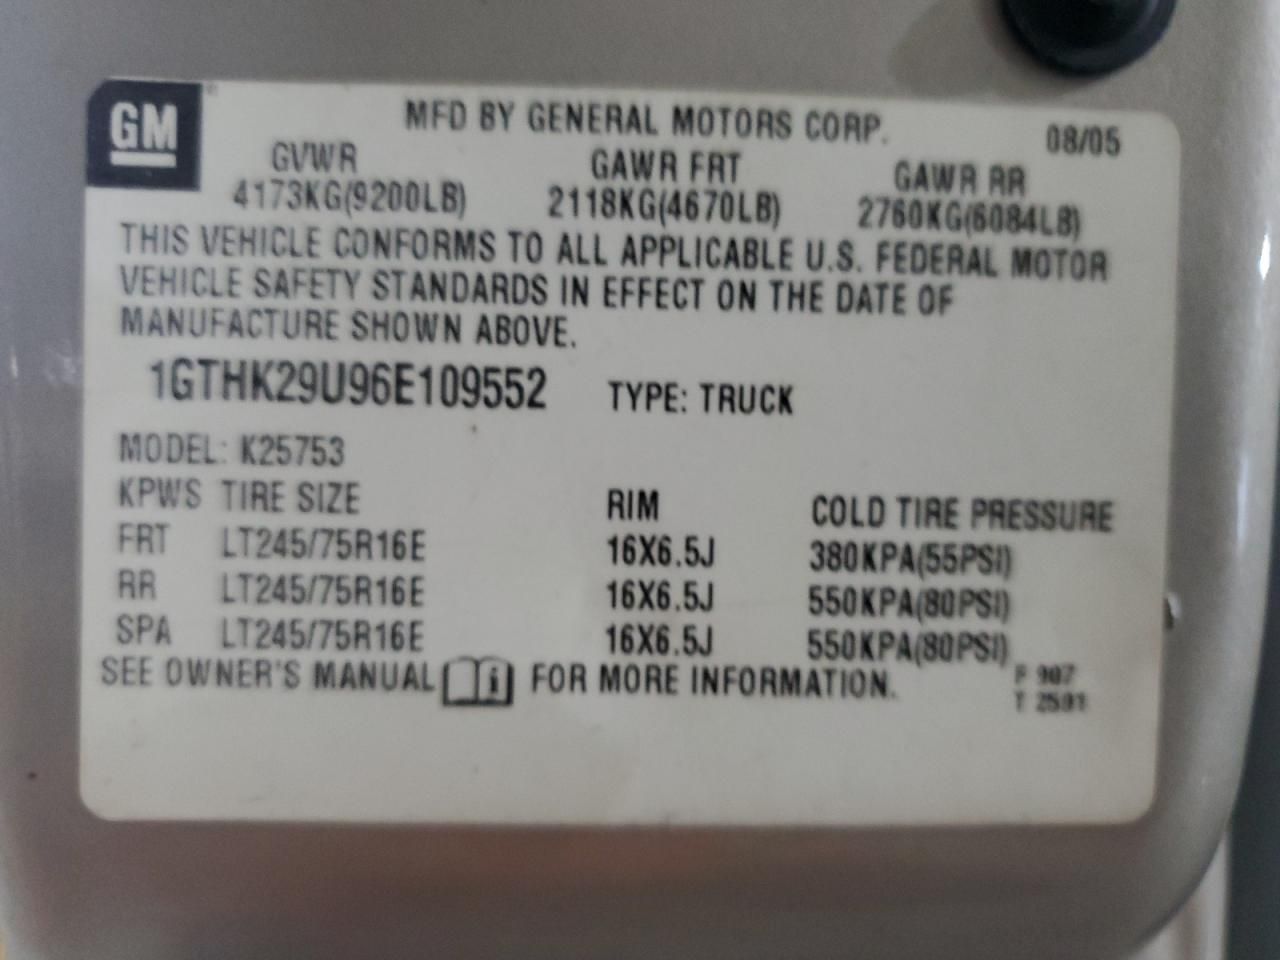 GM
MFD BY GENERAL MOTORS CORP. 08/05
GVWR GAWR FRT GAWR RR
4173KG(9200LB) 2118KG(4670LB) 2760KG(6084LB)
THIS VEHICLE CONFORMS TO ALL APPLICABLE U.S. FEDERAL MOTOR
VEHICLE SAFETY STANDARDS IN EFFECT ON THE DATE OF
MANUFACTURE SHOWN ABOVE.
1GTHK29U96E109552 TYPE: TRUCK
MODEL: K25753
KPWS TIRE SIZE RIM COLD TIRE PRESSURE
FRT LT245/75R16E 16X6.5J 380KPA(55PSI)
RR LT245/75R16E 16X6.5J 550KPA(80PSI)
SPA LT245/75R16E 16X6.5J 550KPA(80PSI)
SEE OWNER'S MANUAL i FOR MORE INFORMATION.
F 907
T 2591